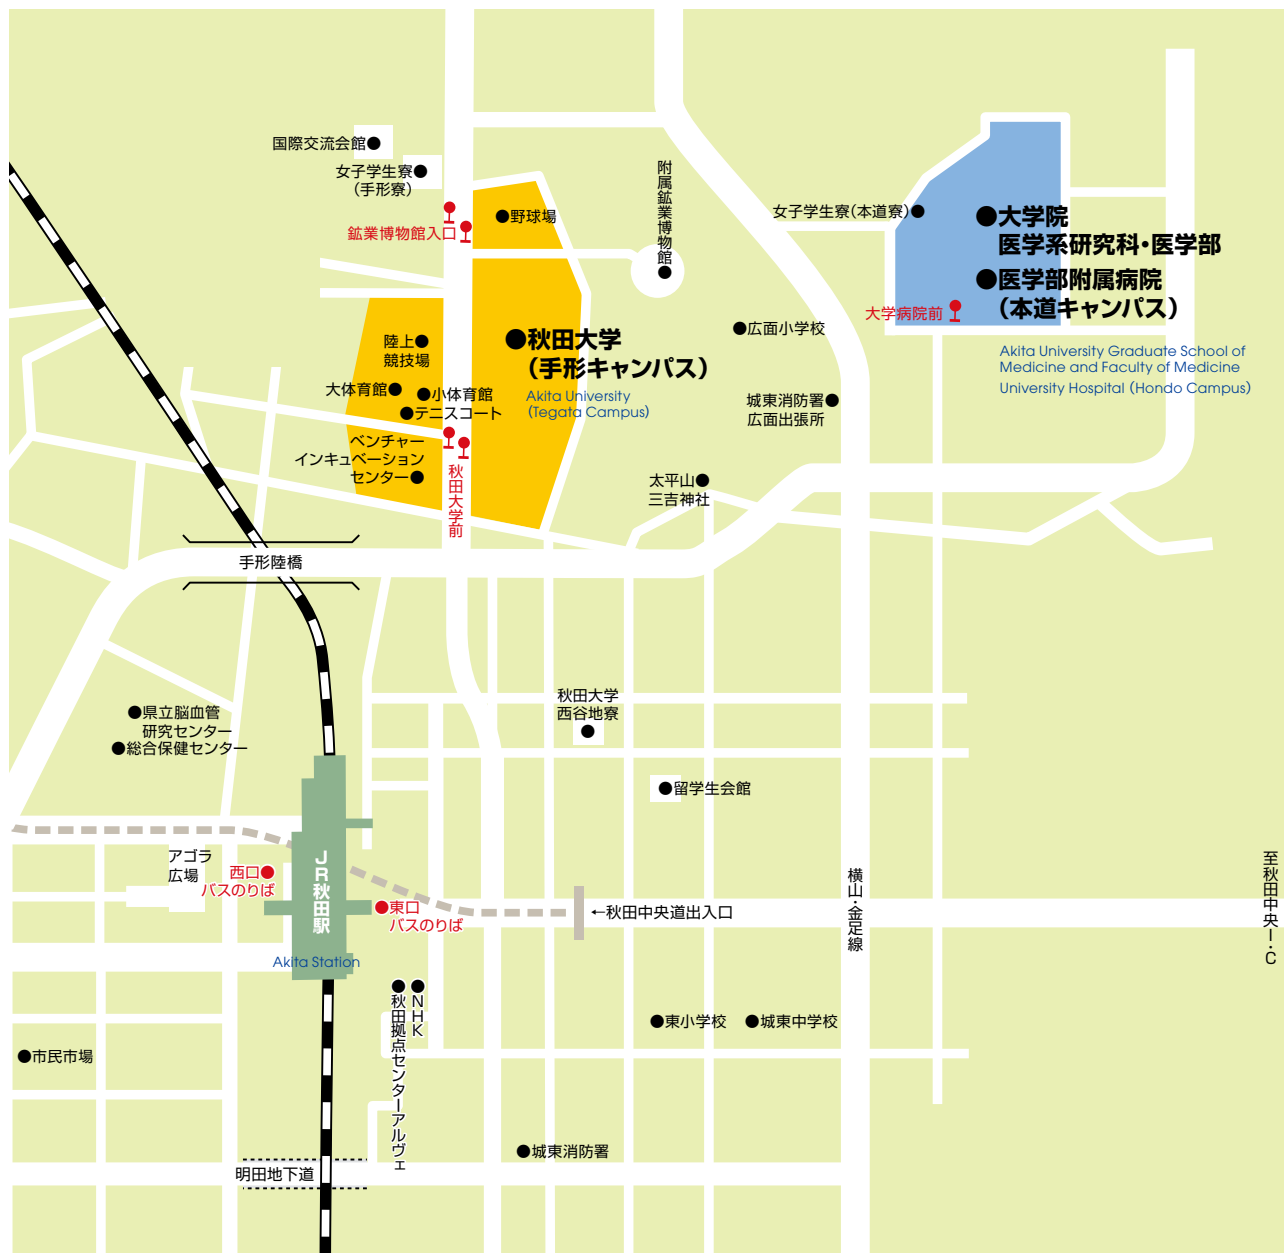 国際交流会館
女子学生寮
(手形寮)
鉱業博物館入口
野球場
附属鉱業博物館
女子学生寮(本道寮)
大学院
医学系研究科・医学部
医学部附属病院
(本道キャンパス)
大学病院前
Akita University Graduate School of
Medicine and Faculty of Medicine
University Hospital (Hondo Campus)
広面小学校
城東消防署
広面出張所
秋田大学
(手形キャンパス)
Akita University
(Tegata Campus)
陸上
競技場
大体育館
小体育館
テニスコート
ベンチャー
インキュベーション
センター
秋田大学前
太平山
三吉神社
手形陸橋
県立脳血管
研究センター
総合保健センター
秋田大学
西谷地寮
留学生会館
アゴラ
広場
西口
バスのりば
JR秋田駅
Akita Station
東口
バスのりば
←秋田中央道出入口
横山・金足線
至秋田中央I・C
NHK
秋田拠点センターアルヴェ
東小学校
城東中学校
市民市場
城東消防署
明田地下道